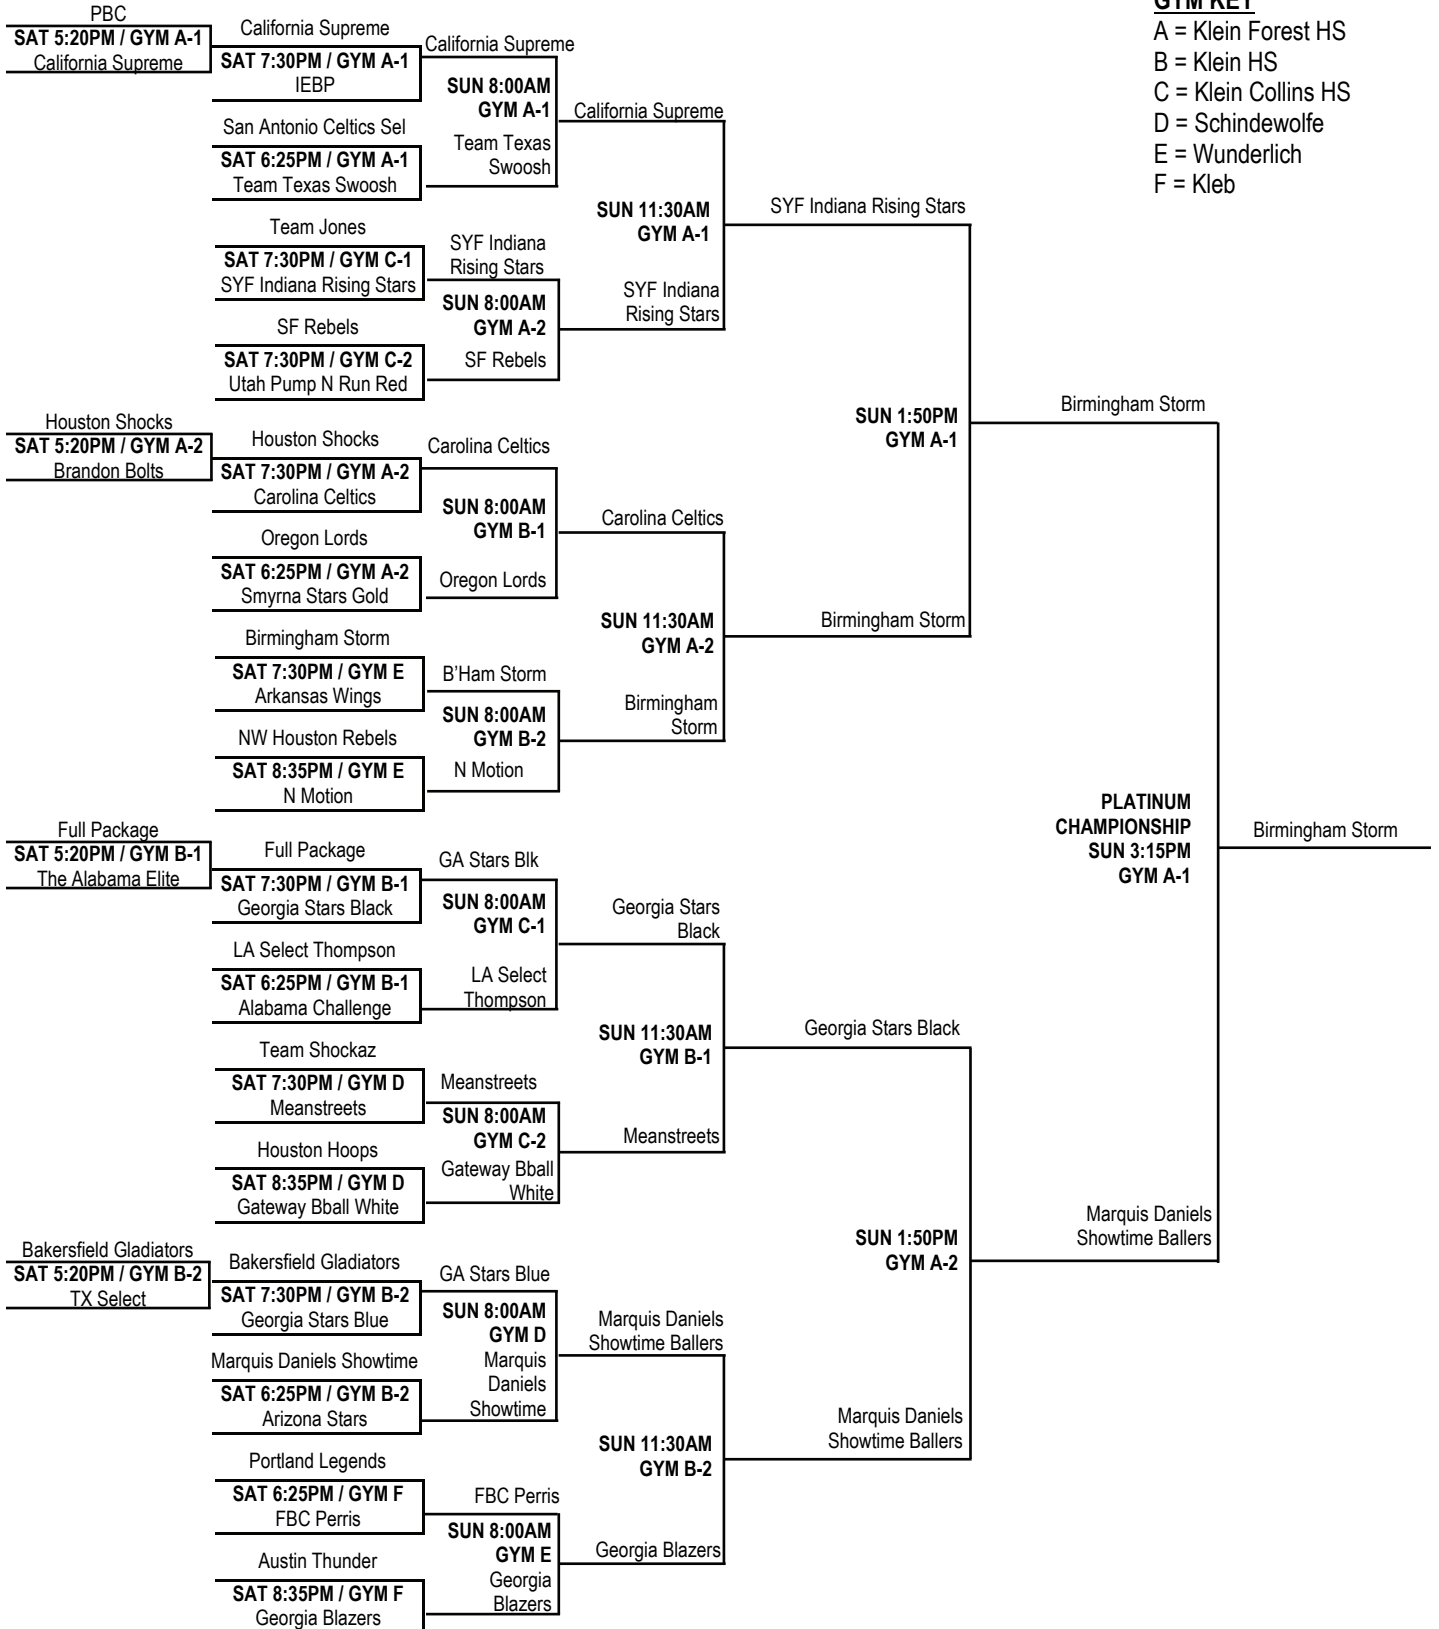 PBC
SAT 5:20PM / GYM A-1
California Supreme
California Supreme
SAT 7:30PM / GYM A-1
IEBP
San Antonio Celtics Sel
SAT 6:25PM / GYM A-1
Team Texas Swoosh
Team Jones
SAT 7:30PM / GYM C-1
SYF Indiana Rising Stars
SF Rebels
SAT 7:30PM / GYM C-2
Utah Pump N Run Red
Houston Shocks
SAT 5:20PM / GYM A-2
Brandon Bolts
Houston Shocks
SAT 7:30PM / GYM A-2
Carolina Celtics
Oregon Lords
SAT 6:25PM / GYM A-2
Smyrna Stars Gold
Birmingham Storm
SAT 7:30PM / GYM E
Arkansas Wings
NW Houston Rebels
SAT 8:35PM / GYM E
N Motion
Full Package
SAT 5:20PM / GYM B-1
The Alabama Elite
Full Package
SAT 7:30PM / GYM B-1
Georgia Stars Black
LA Select Thompson
SAT 6:25PM / GYM B-1
Alabama Challenge
Team Shockaz
SAT 7:30PM / GYM D
Meanstreets
Houston Hoops
SAT 8:35PM / GYM D
Gateway Bball White
Bakersfield Gladiators
SAT 5:20PM / GYM B-2
TX Select
Bakersfield Gladiators
SAT 7:30PM / GYM B-2
Georgia Stars Blue
Marquis Daniels Showtime
SAT 6:25PM / GYM B-2
Arizona Stars
Portland Legends
SAT 6:25PM / GYM F
FBC Perris
Austin Thunder
SAT 8:35PM / GYM F
Georgia Blazers
California Supreme
SUN 8:00AM
GYM A-1
Team Texas
Swoosh
SYF Indiana
Rising Stars
SUN 8:00AM
GYM A-2
SF Rebels
Carolina Celtics
SUN 8:00AM
GYM B-1
Oregon Lords
B'Ham Storm
SUN 8:00AM
GYM B-2
N Motion
GA Stars Blk
SUN 8:00AM
GYM C-1
LA Select
Thompson
Meanstreets
SUN 8:00AM
GYM C-2
Gateway Bball
White
GA Stars Blue
SUN 8:00AM
GYM D
Marquis
Daniels
Showtime
FBC Perris
SUN 8:00AM
GYM E
Georgia
Blazers
California Supreme
SUN 11:30AM
GYM A-1
SYF Indiana
Rising Stars
Carolina Celtics
SUN 11:30AM
GYM A-2
Birmingham
Storm
Georgia Stars
Black
SUN 11:30AM
GYM B-1
Meanstreets
Marquis Daniels
Showtime Ballers
SUN 11:30AM
GYM B-2
Georgia Blazers
SYF Indiana Rising Stars
SUN 1:50PM
GYM A-1
Birmingham Storm
Georgia Stars Black
SUN 1:50PM
GYM A-2
Marquis Daniels
Showtime Ballers
Birmingham Storm
PLATINUM
CHAMPIONSHIP
SUN 3:15PM
GYM A-1
Marquis Daniels
Showtime Ballers
Birmingham Storm
GYM KEY
A = Klein Forest HS
B = Klein HS
C = Klein Collins HS
D = Schindewolfe
E = Wunderlich
F = Kleb